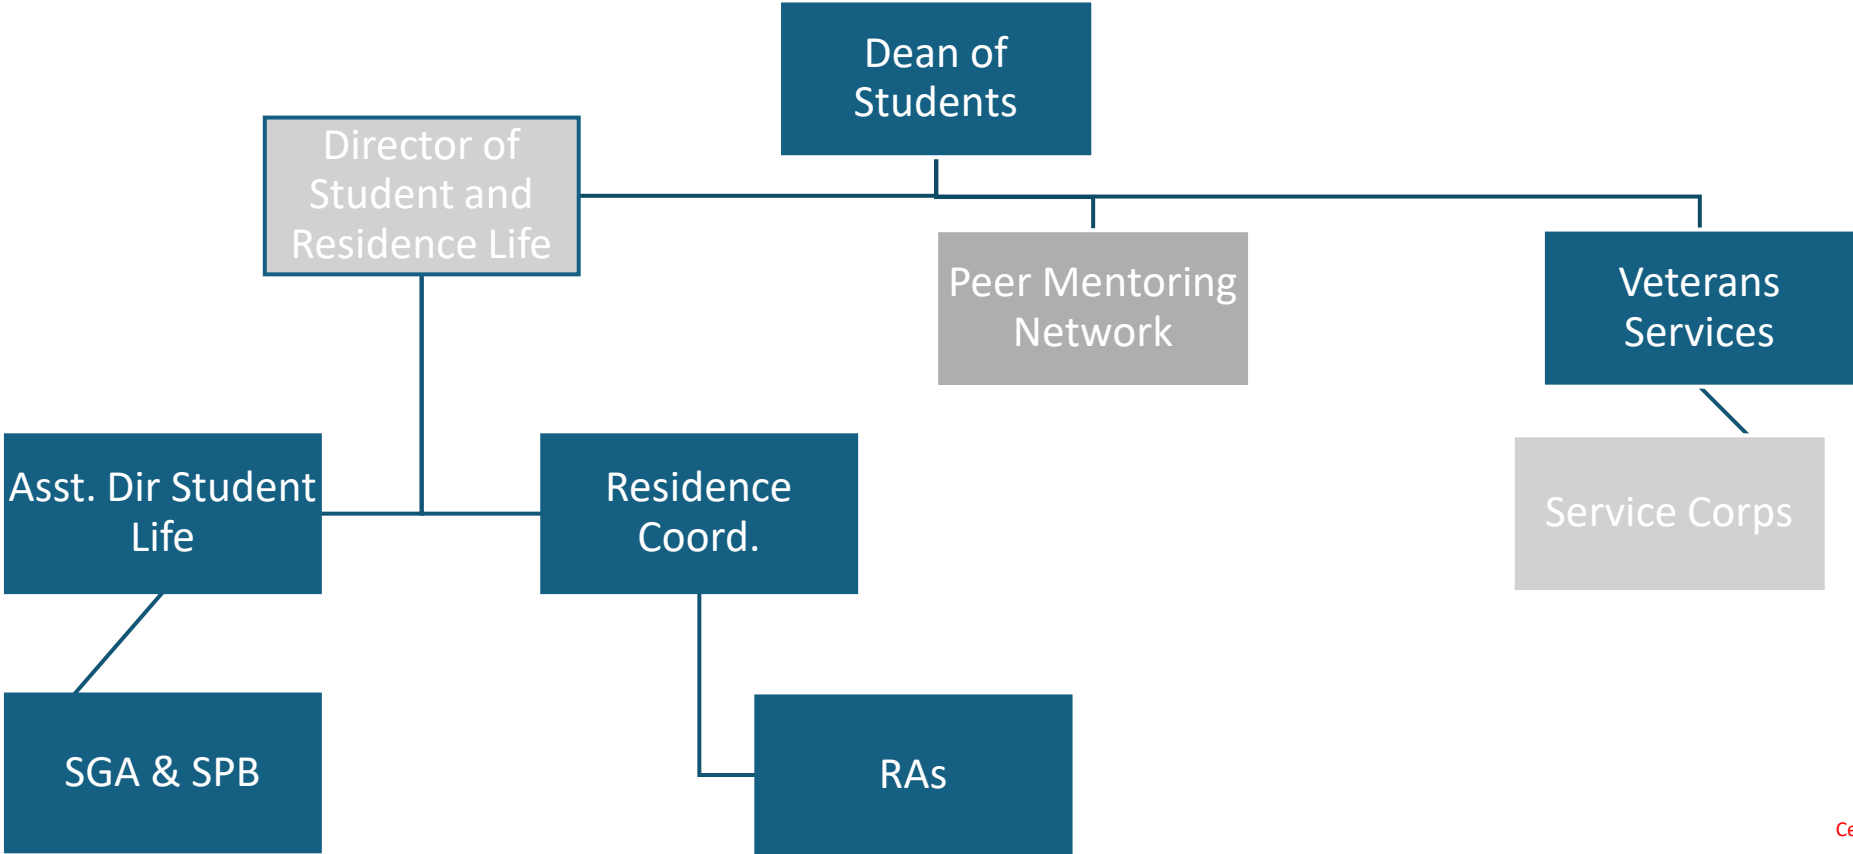 Dean of
Students
Director of
Student and
Residence Life
Peer Mentoring
Network
Veterans
Services
Asst. Dir Student
Life
Residence
Coord.
Service Corps
SGA & SPB
RAs
Ce